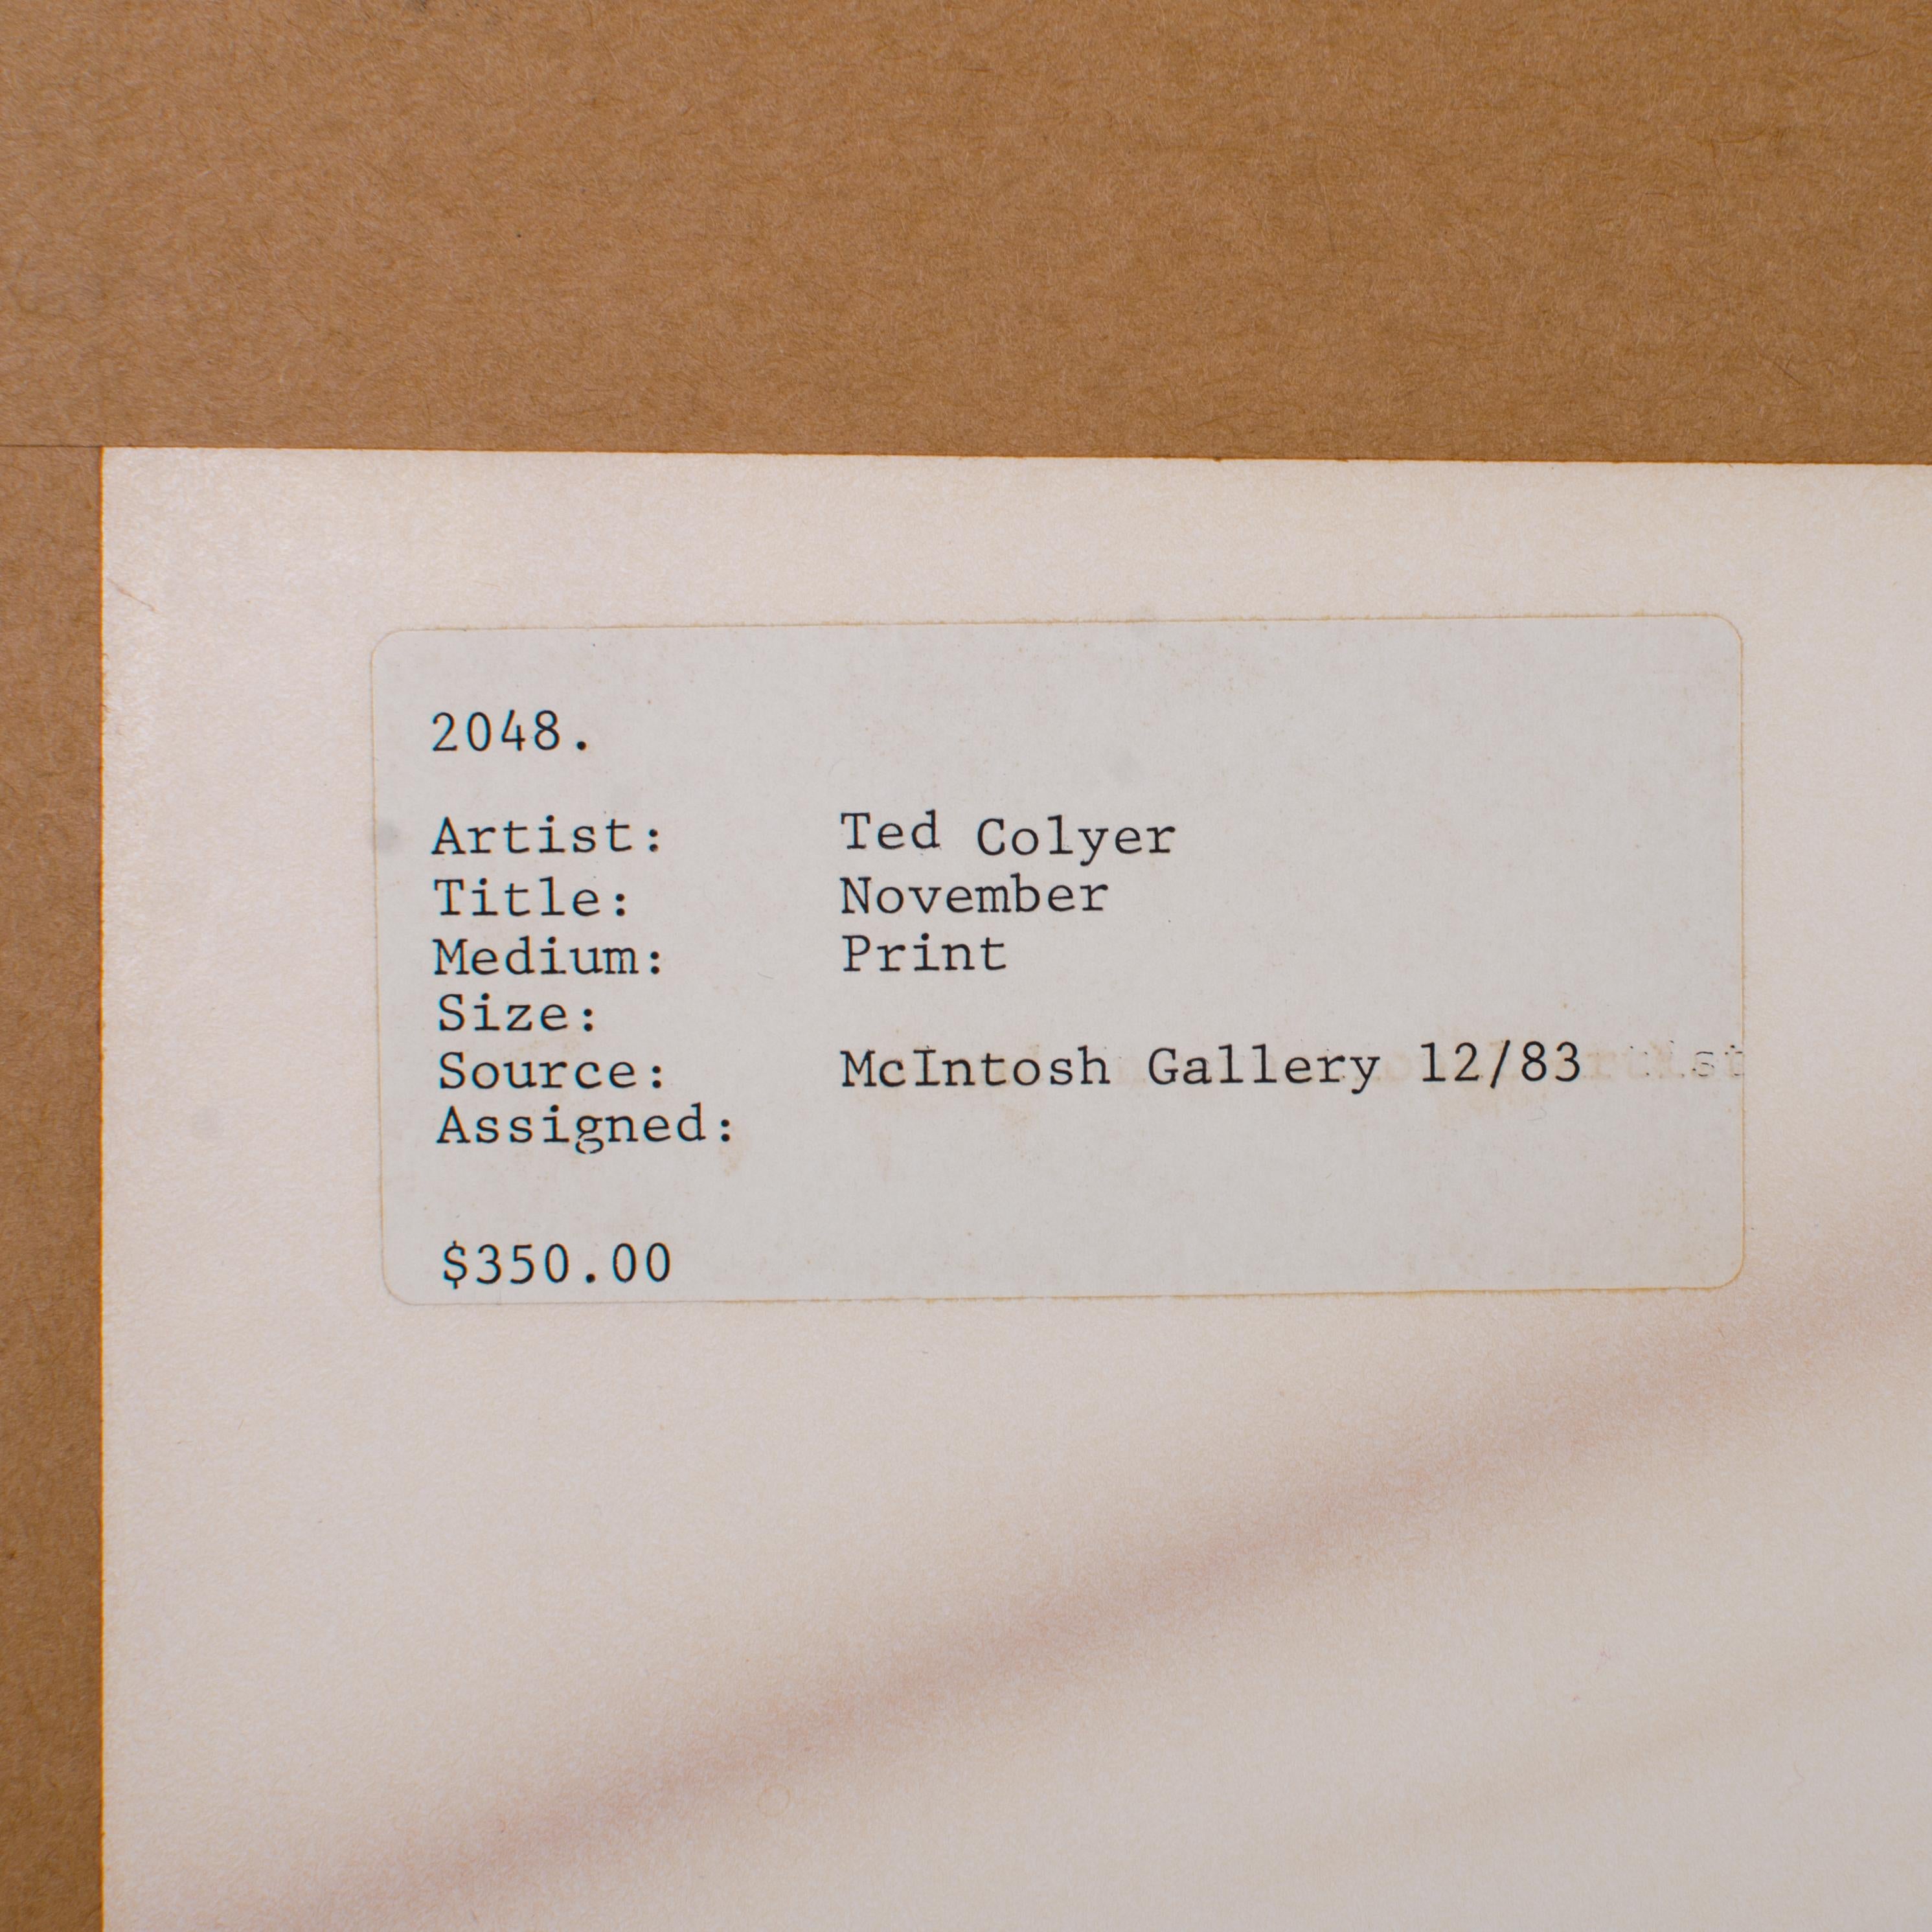 2048.
Artist: Ted Colyer
Title: November
Medium: Print
Size:
Source: McIntosh Gallery 12/83
Assigned:
$350.00